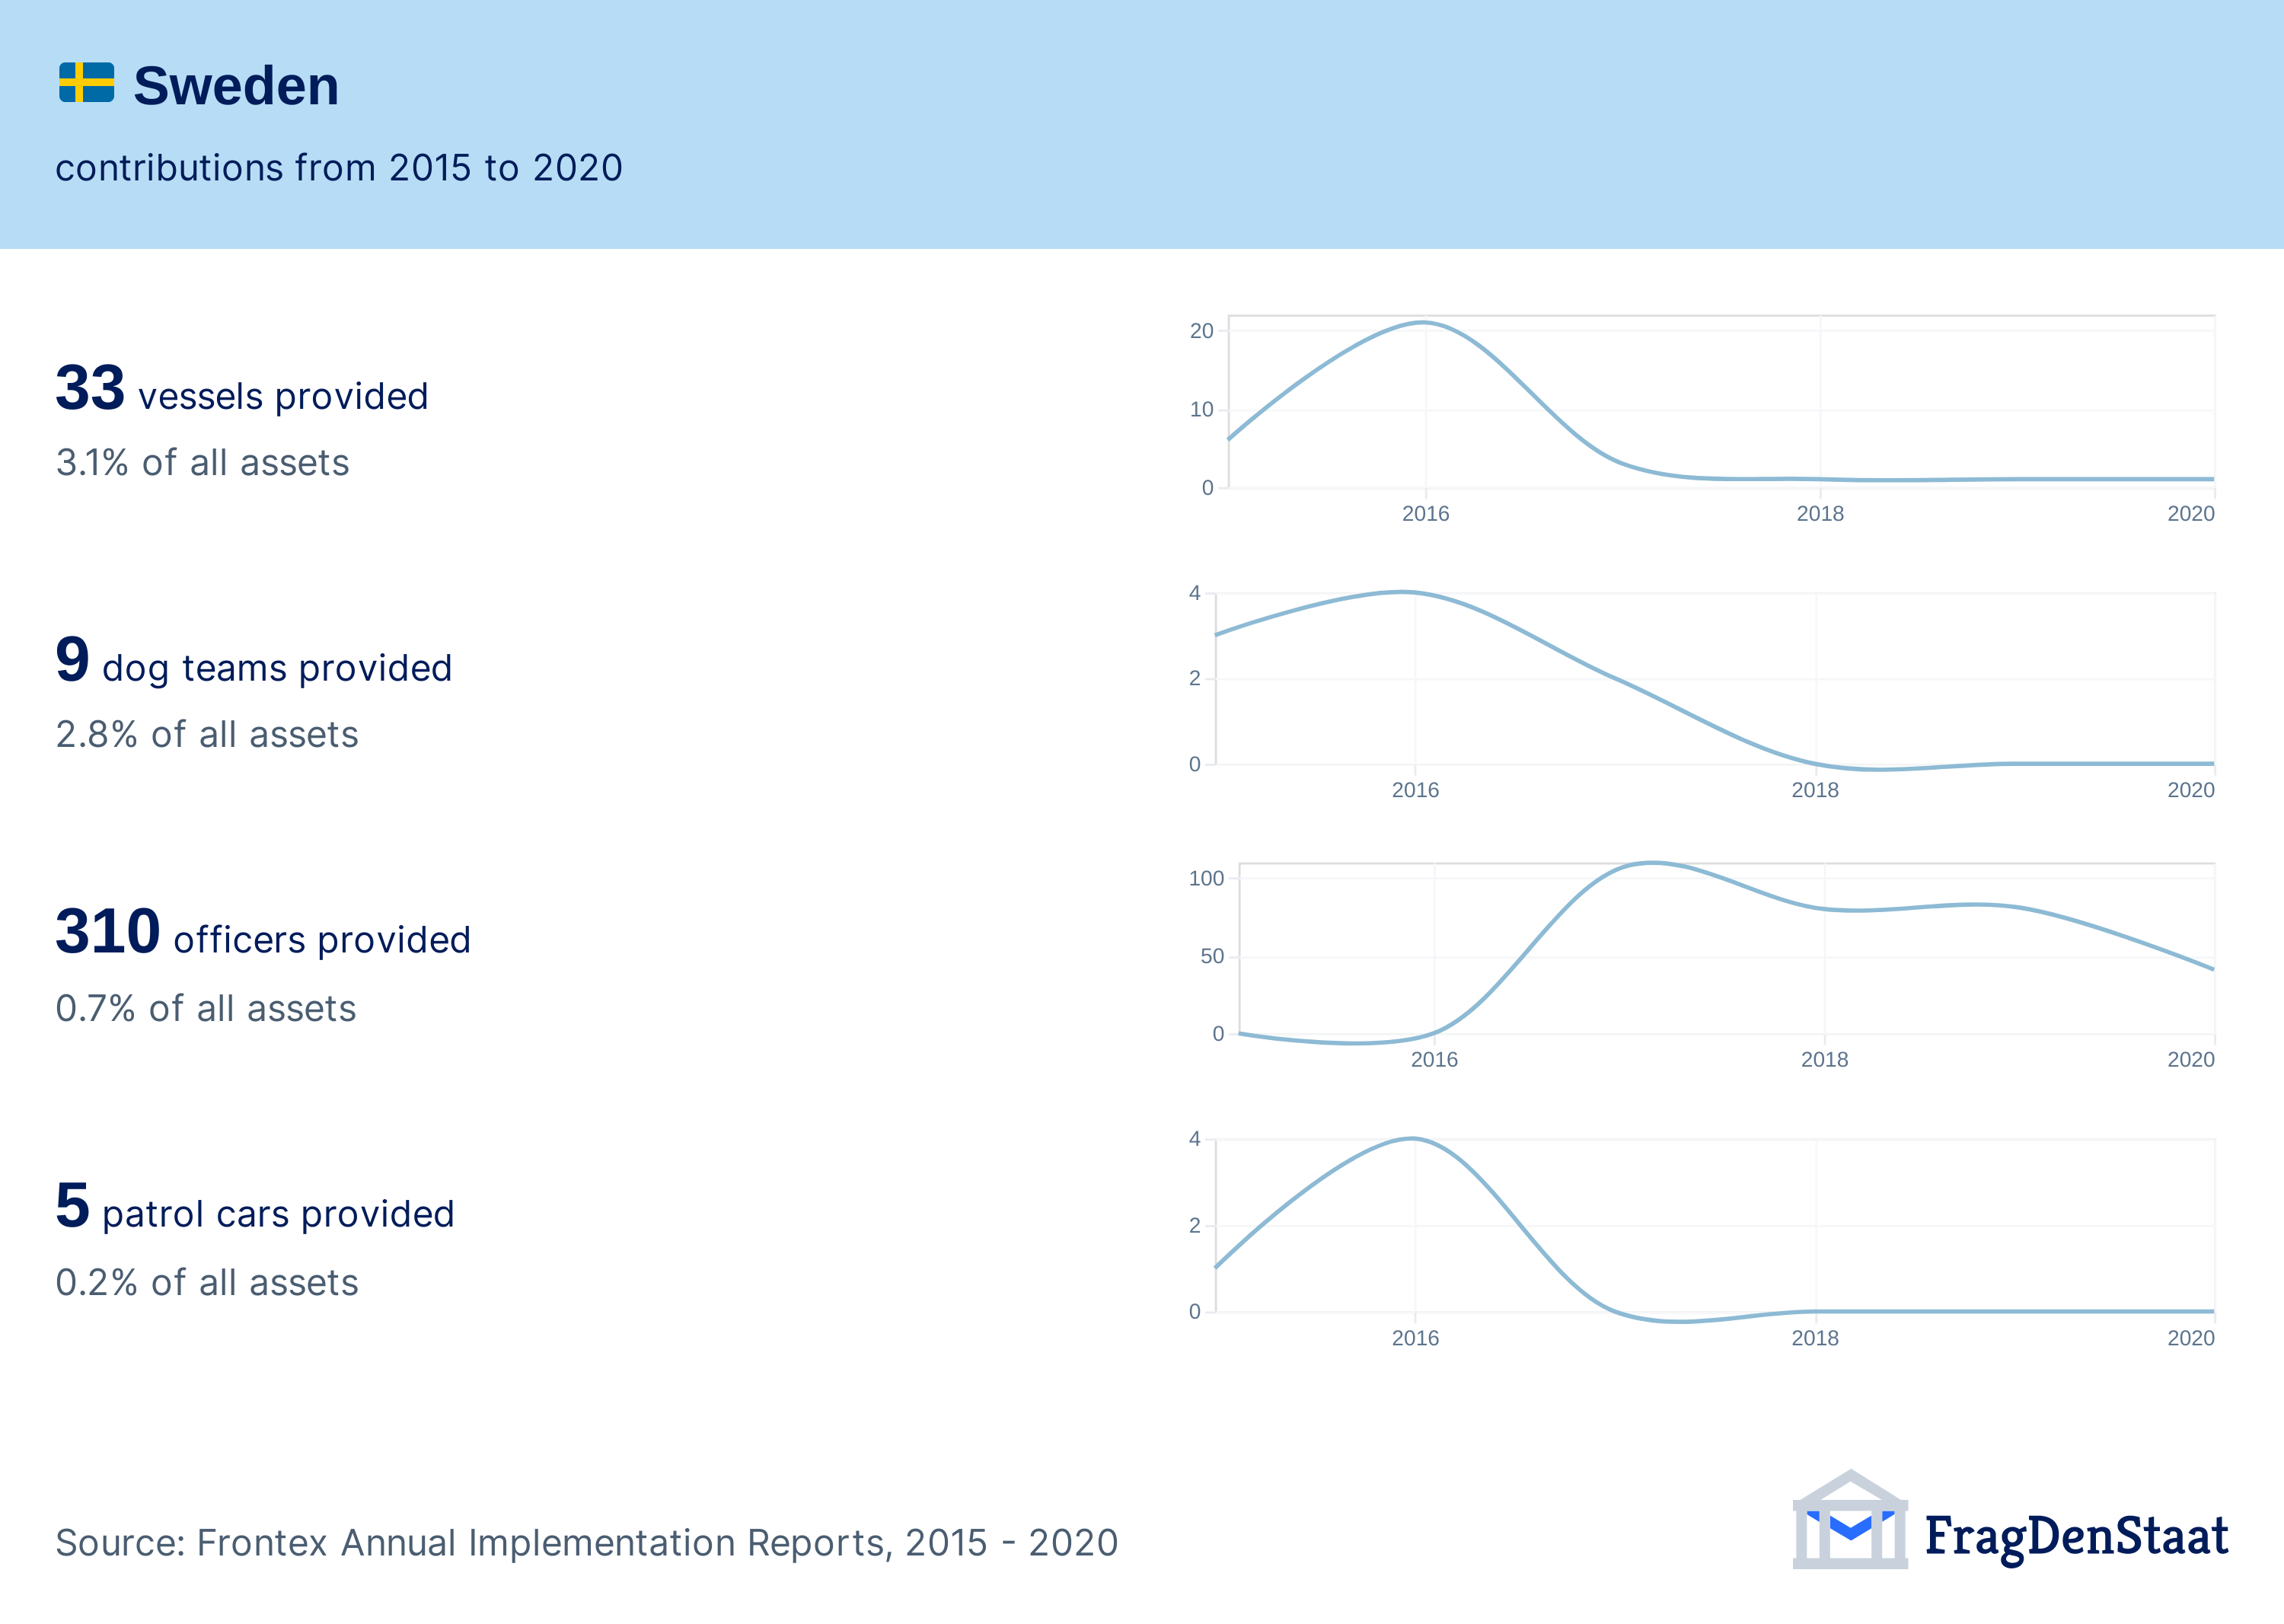 Sweden
contributions from 2015 to 2020
33 vessels provided
3.1% of all assets
20
10
0
2016 2018 2020
9 dog teams provided
2.8% of all assets
4
2
0
2016 2018 2020
310 officers provided
0.7% of all assets
100
50
0
2016 2018 2020
5 patrol cars provided
0.2% of all assets
4
2
0
2016 2018 2020
Source: Frontex Annual Implementation Reports, 2015 - 2020
FragDenStaat